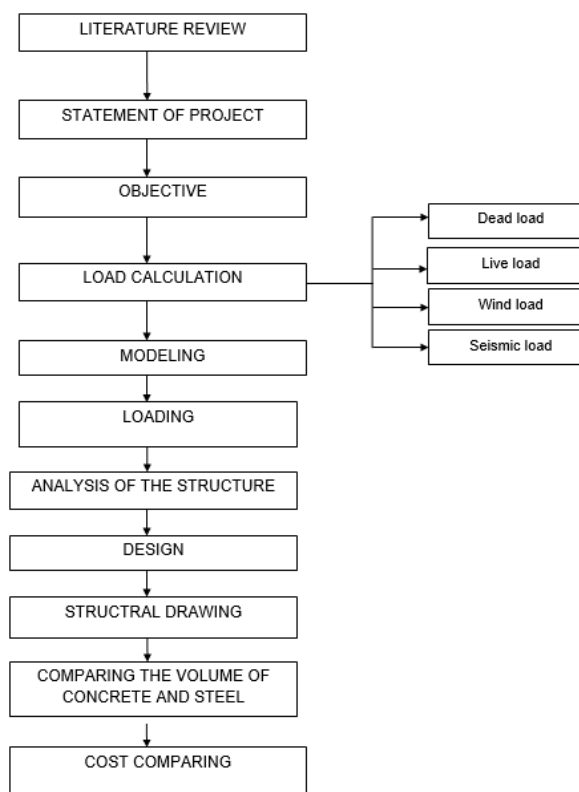 LITERATURE REVIEW
STATEMENT OF PROJECT
OBJECTIVE
LOAD CALCULATION
Dead load
Live load
Wind load
Seismic load
MODELING
LOADING
ANALYSIS OF THE STRUCTURE
DESIGN
STRUCTRAL DRAWING
COMPARING THE VOLUME OF
CONCRETE AND STEEL
COST COMPARING